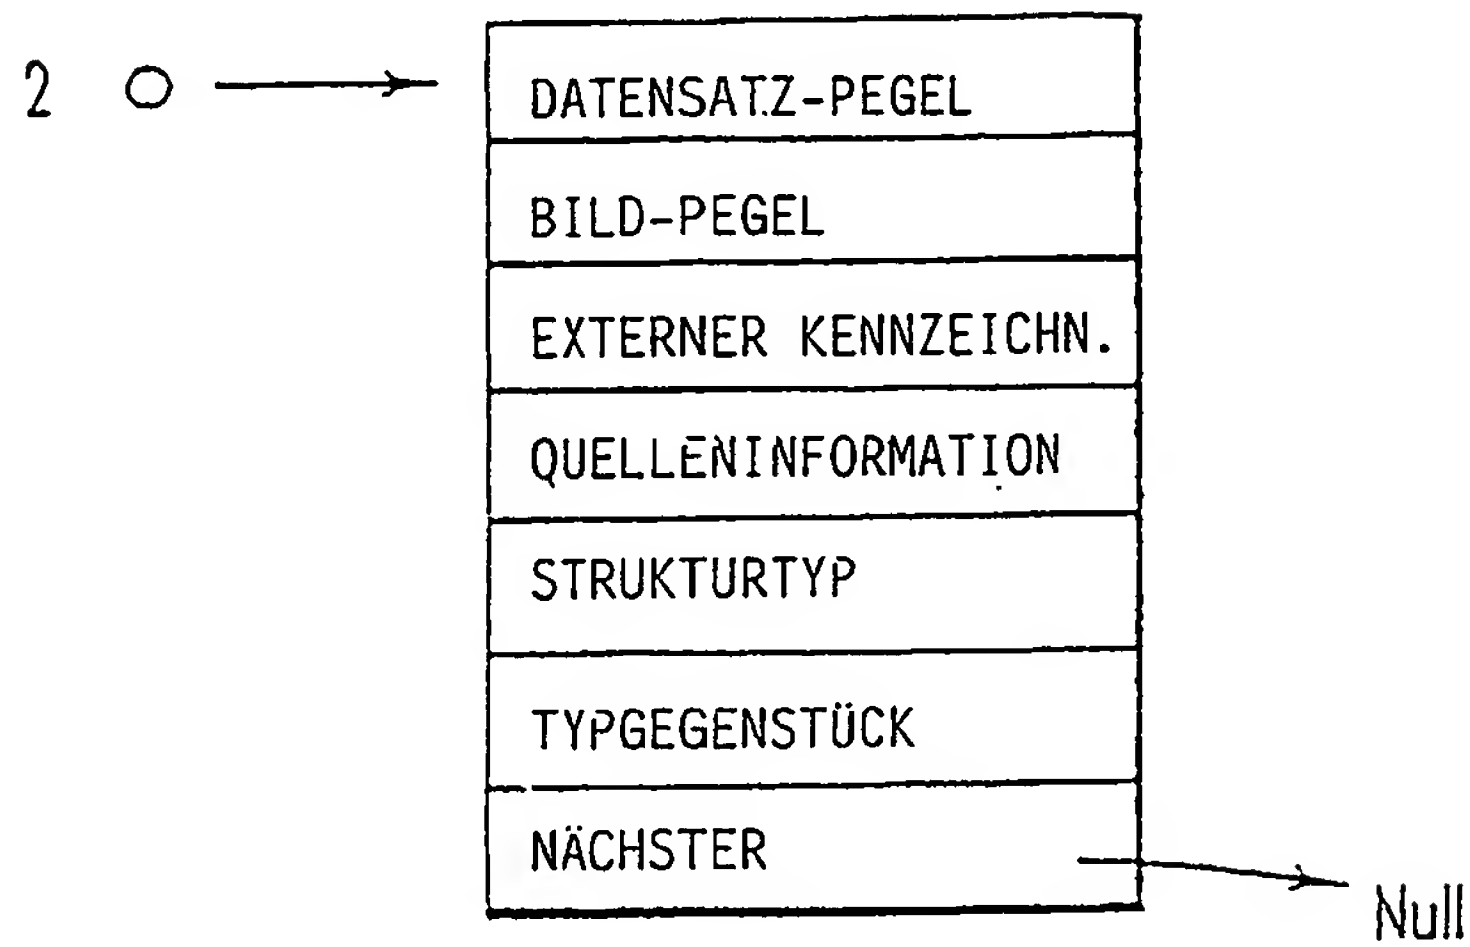 2
DATENSATZ-PEGEL
BILD-PEGEL
EXTERNER KENNZEICHN.
QUELLENINFORMATION
STRUKTURTYP
TYPGEGENSTÜCK
NÄCHSTER
Null